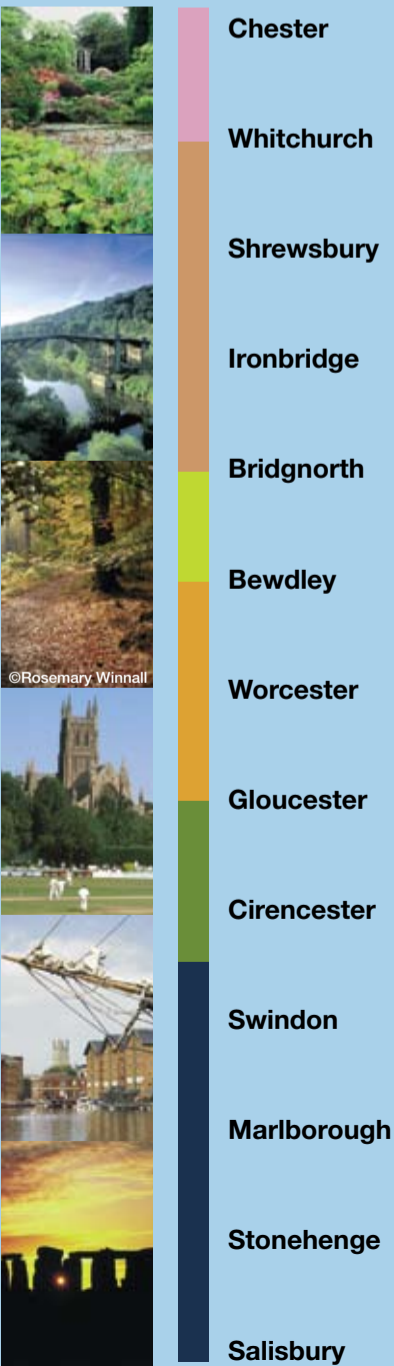 Chester
Whitchurch
Shrewsbury
Ironbridge
Bridgnorth
Bewdley
©Rosemary Winnall
Worcester
Gloucester
Cirencester
Swindon
Marlborough
Stonehenge
Salisbury